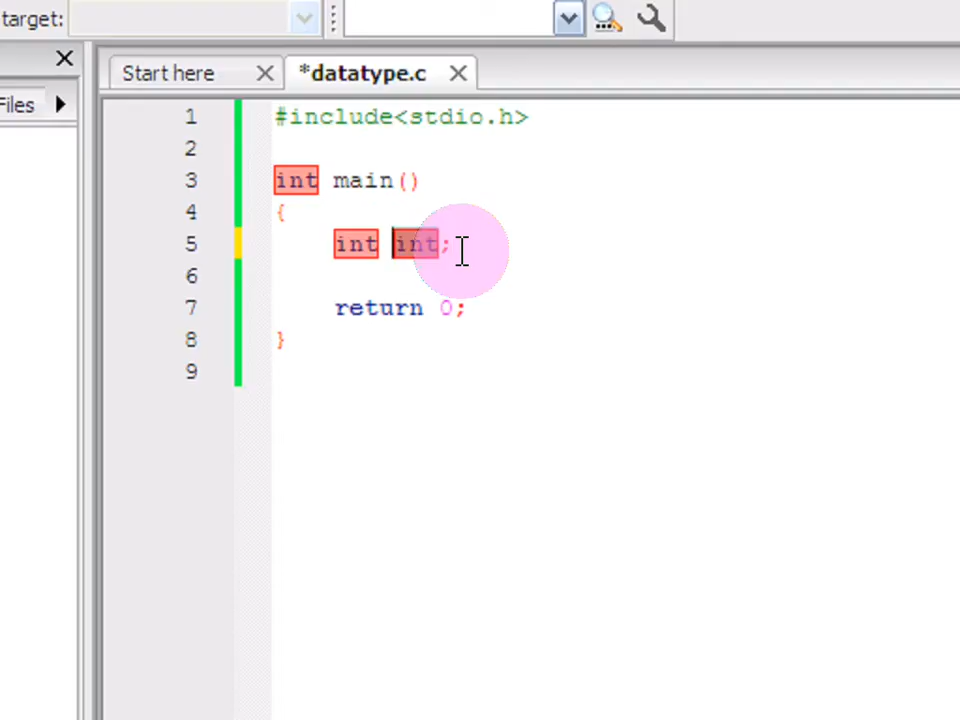 target:
Start here
*datatype.c
Files
1 #include<stdio.h>
2
3 int main()
4 {
5 int int;
6
7 return 0;
8 }
9